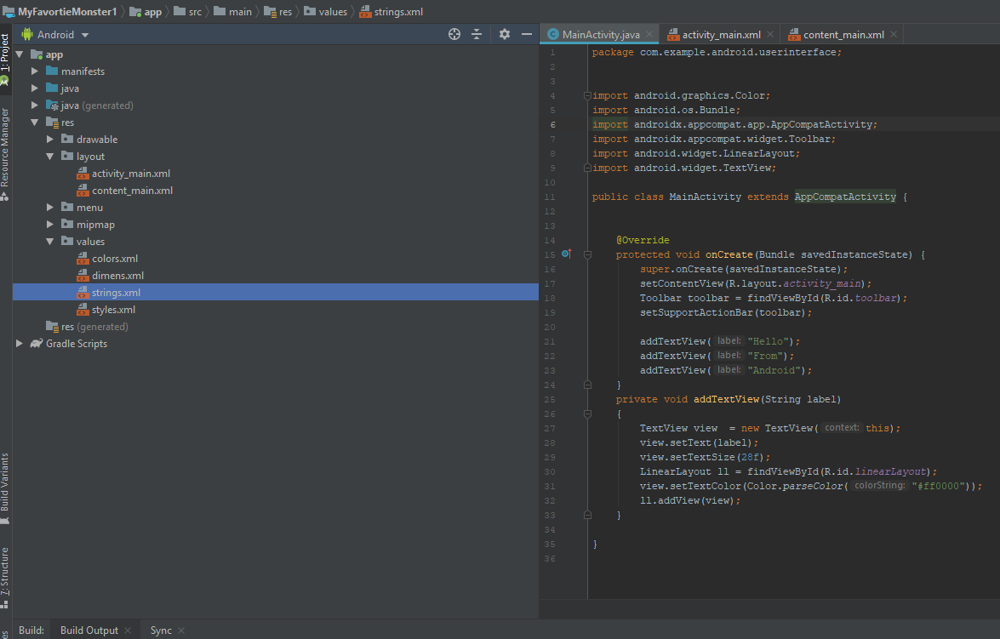 MyFavortieMonster1 app src main res values strings.xml
Android
MainActivity.java activity_main.xml content_main.xml
1: Project
Resource Manager
Build Variants
7: Structure
app
manifests
java
java (generated)
res
drawable
layout
activity_main.xml
content_main.xml
menu
mipmap
values
colors.xml
dimens.xml
strings.xml
styles.xml
res (generated)
Gradle Scripts
1 package com.example.android.userinterface;
2
3
4 import android.graphics.Color;
5 import android.os.Bundle;
6 import androidx.appcompat.app.AppCompatActivity;
7 import androidx.appcompat.widget.Toolbar;
8 import android.widget.LinearLayout;
9 import android.widget.TextView;
10
11 public class MainActivity extends AppCompatActivity {
12
13
14 @Override
15 protected void onCreate(Bundle savedInstanceState) {
16 super.onCreate(savedInstanceState);
17 setContentView(R.layout.activity_main);
18 Toolbar toolbar = findViewById(R.id.toolbar);
19 setSupportActionBar(toolbar);
20
21 addTextView( label: "Hello");
22 addTextView( label: "From");
23 addTextView( label: "Android");
24 }
25 private void addTextView(String label)
26 {
27 TextView view  = new TextView( context: this);
28 view.setText(label);
29 view.setTextSize(28f);
30 LinearLayout ll = findViewById(R.id.linearLayout);
31 view.setTextColor(Color.parseColor( colorString: "#ff0000"));
32 ll.addView(view);
33 }
34
35 }
36
Build: Build Output Sync